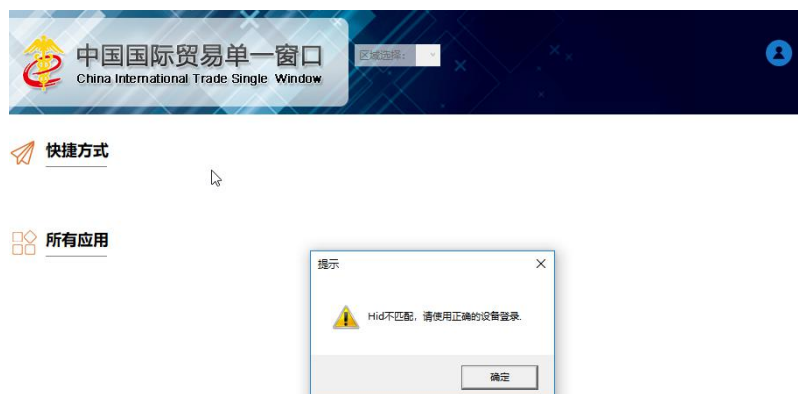 中国国际贸易单一窗口
China International Trade Single Window
区域选择:
快捷方式
所有应用
提示
Hid不匹配, 请使用正确的设备登录.
确定